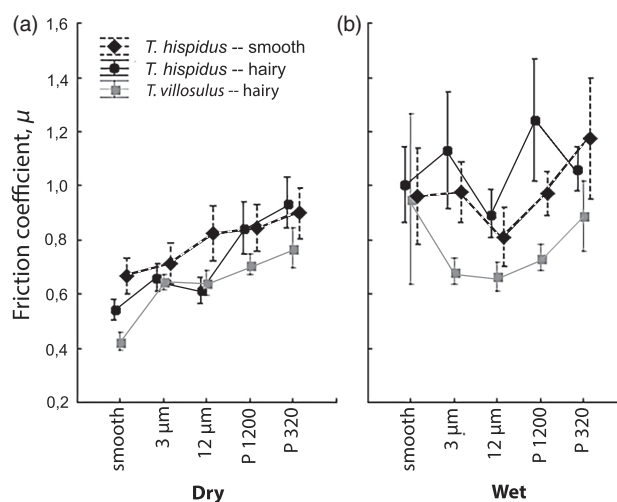 (a)
1,6
1,4
1,2
1,0
0,8
0,6
0,4
0,2
Friction coefficient, μ
T. hispidus -- smooth
T. hispidus -- hairy
T. villosulus -- hairy
smooth
3 μm
12 μm
P 1200
P 320
Dry
(b)
smooth
3 μm
12 μm
P 1200
P 320
Wet